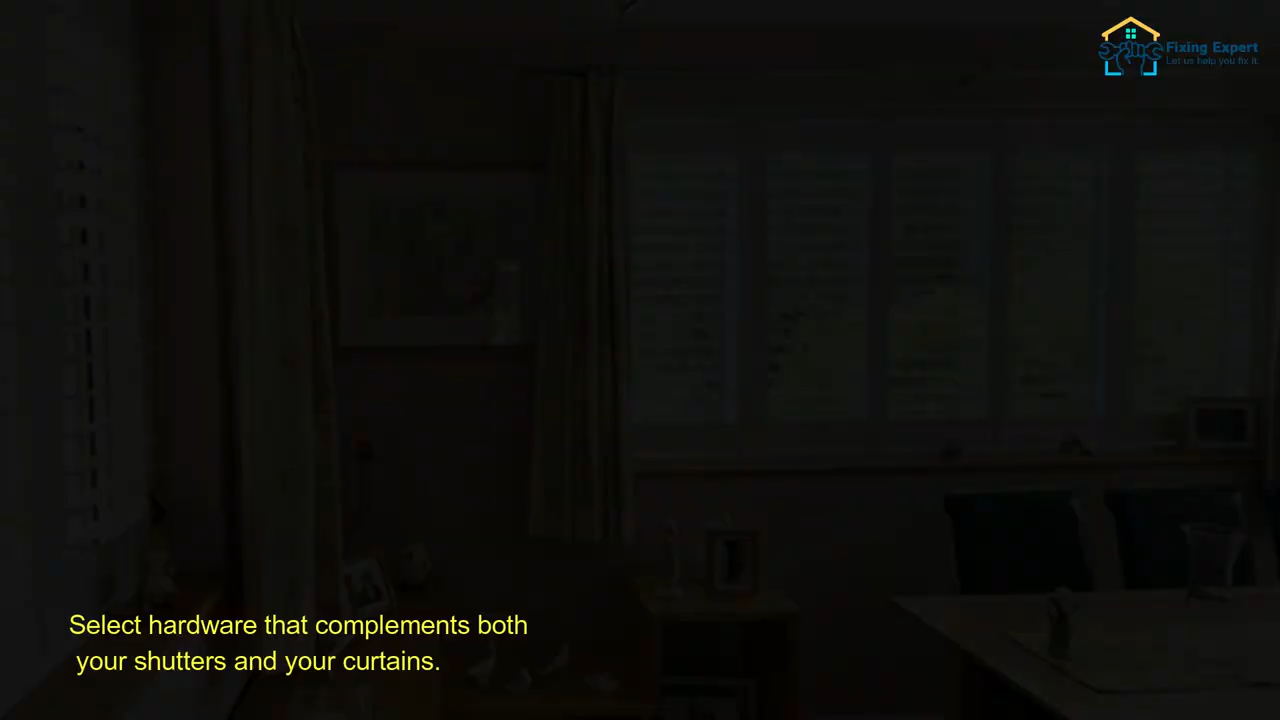 Fixing Expert
Let us help you fix it.
Select hardware that complements both
your shutters and your curtains.